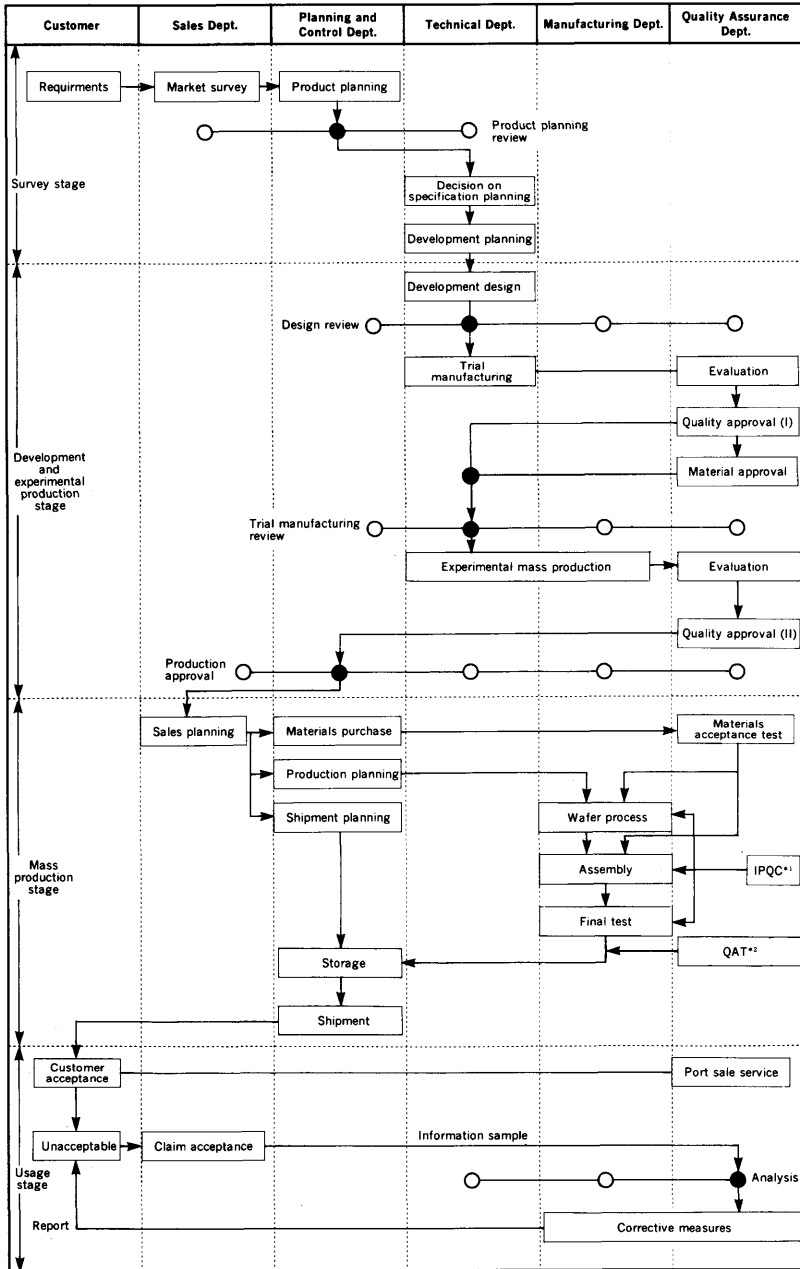 Customer
Sales Dept.
Planning and
Control Dept.
Technical Dept.
Manufacturing Dept.
Quality Assurance
Dept.
Survey stage
Requirments
Market survey
Product planning
Product planning
review
Decision on
specification planning
Development planning
Development
and
experimental
production
stage
Development design
Design review
Trial
manufacturing
Evaluation
Quality approval (I)
Material approval
Trial manufacturing
review
Experimental mass production
Evaluation
Quality approval (II)
Production
approval
Mass
production
stage
Sales planning
Materials purchase
Materials
acceptance test
Production planning
Shipment planning
Wafer process
Assembly
IPQC*1
Final test
QAT*2
Storage
Shipment
Usage
stage
Customer
acceptance
Port sale service
Unacceptable
Claim acceptance
Information sample
Analysis
Report
Corrective measures